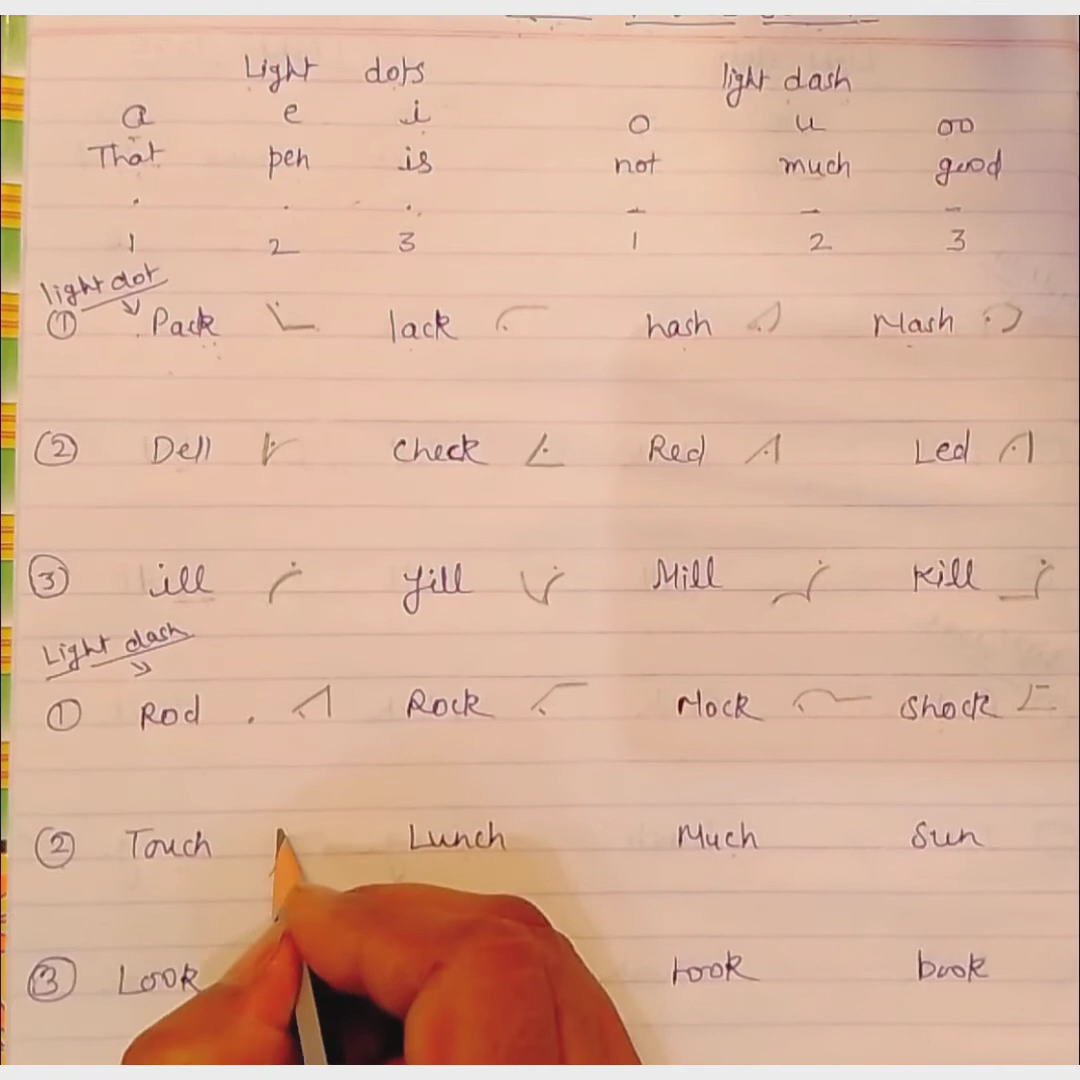 Light dots light dash
a e i o u oo
That pen is not much good
. . . – – –
1 2 3 1 2 3
light dot
① Pack lack hash Mash
② Dell Check Red Led
③ ill Jill Mill Kill
Light dash
① Rod . Rock Mock Shock
② Touch Lunch Much Sun
③ Look rook book